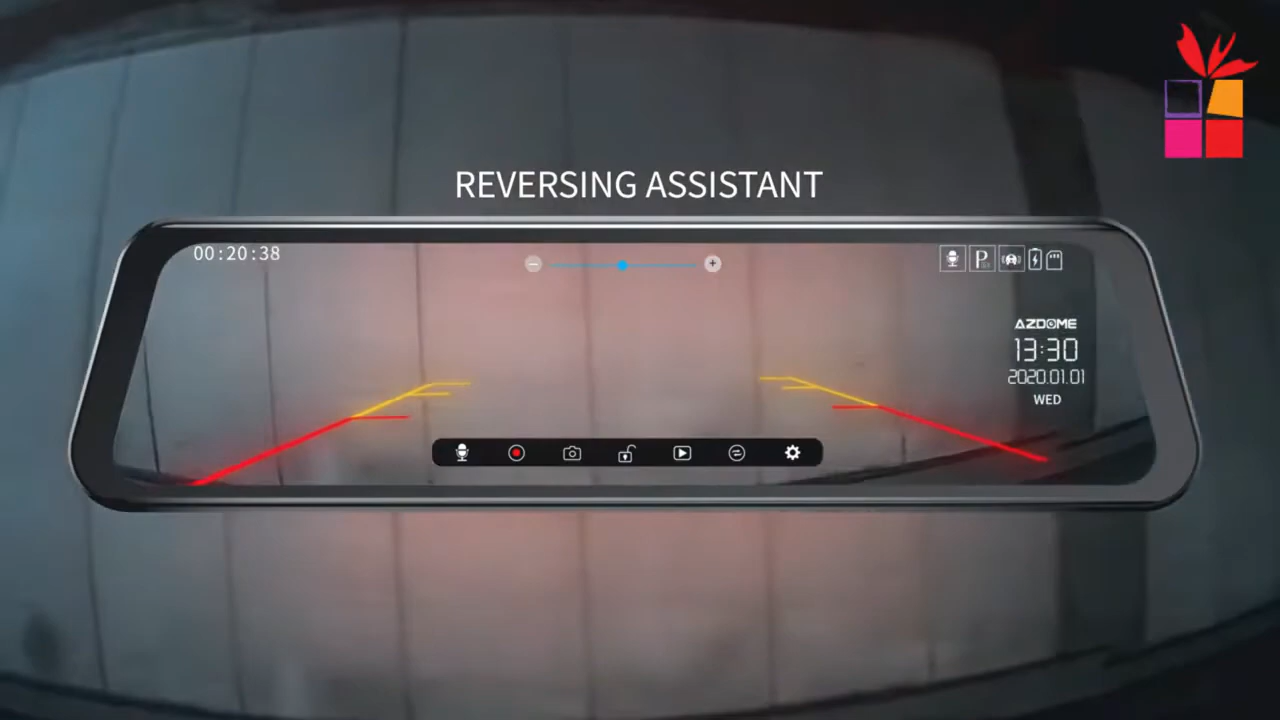 REVERSING ASSISTANT
00:20:38
P
AZDOME
13:30
2020.01.01
WED